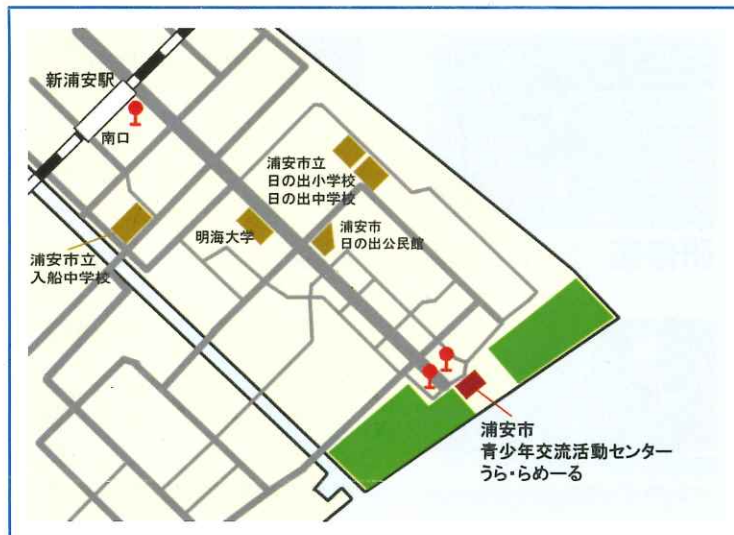 新浦安駅
南口
浦安市立
日の出小学校
日の出中学校
明海大学
浦安市
日の出公民館
浦安市立
入船中学校
浦安市
青少年交流活動センター
うら・らめーる